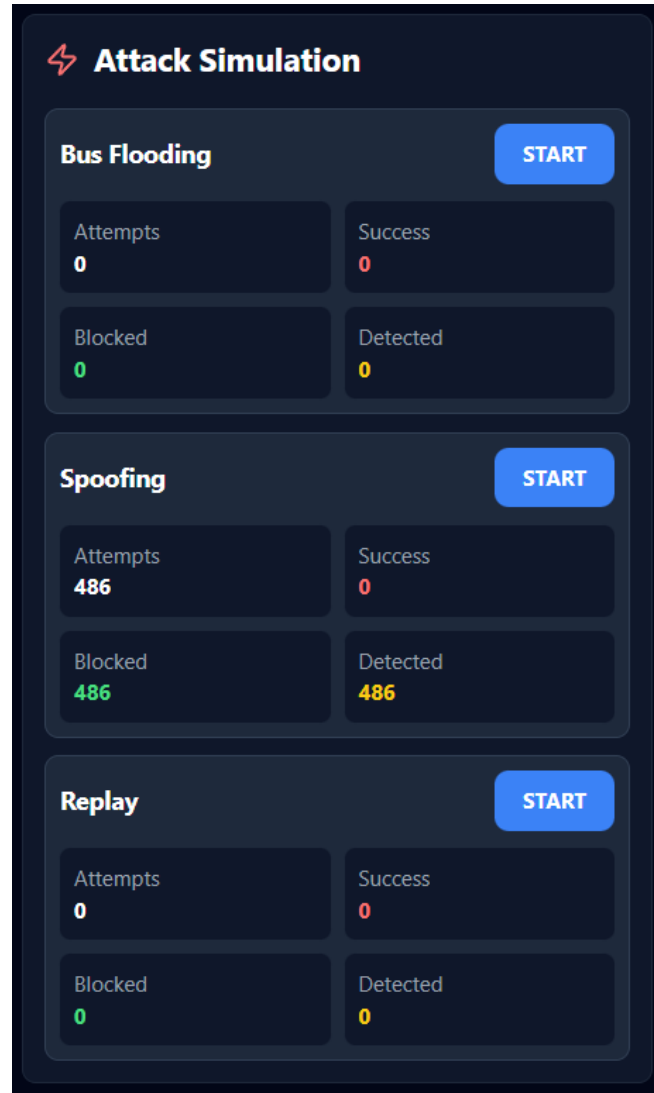 Attack Simulation
Bus Flooding START
Attempts Success
0 0
Blocked Detected
0 0
Spoofing START
Attempts Success
486 0
Blocked Detected
486 486
Replay START
Attempts Success
0 0
Blocked Detected
0 0